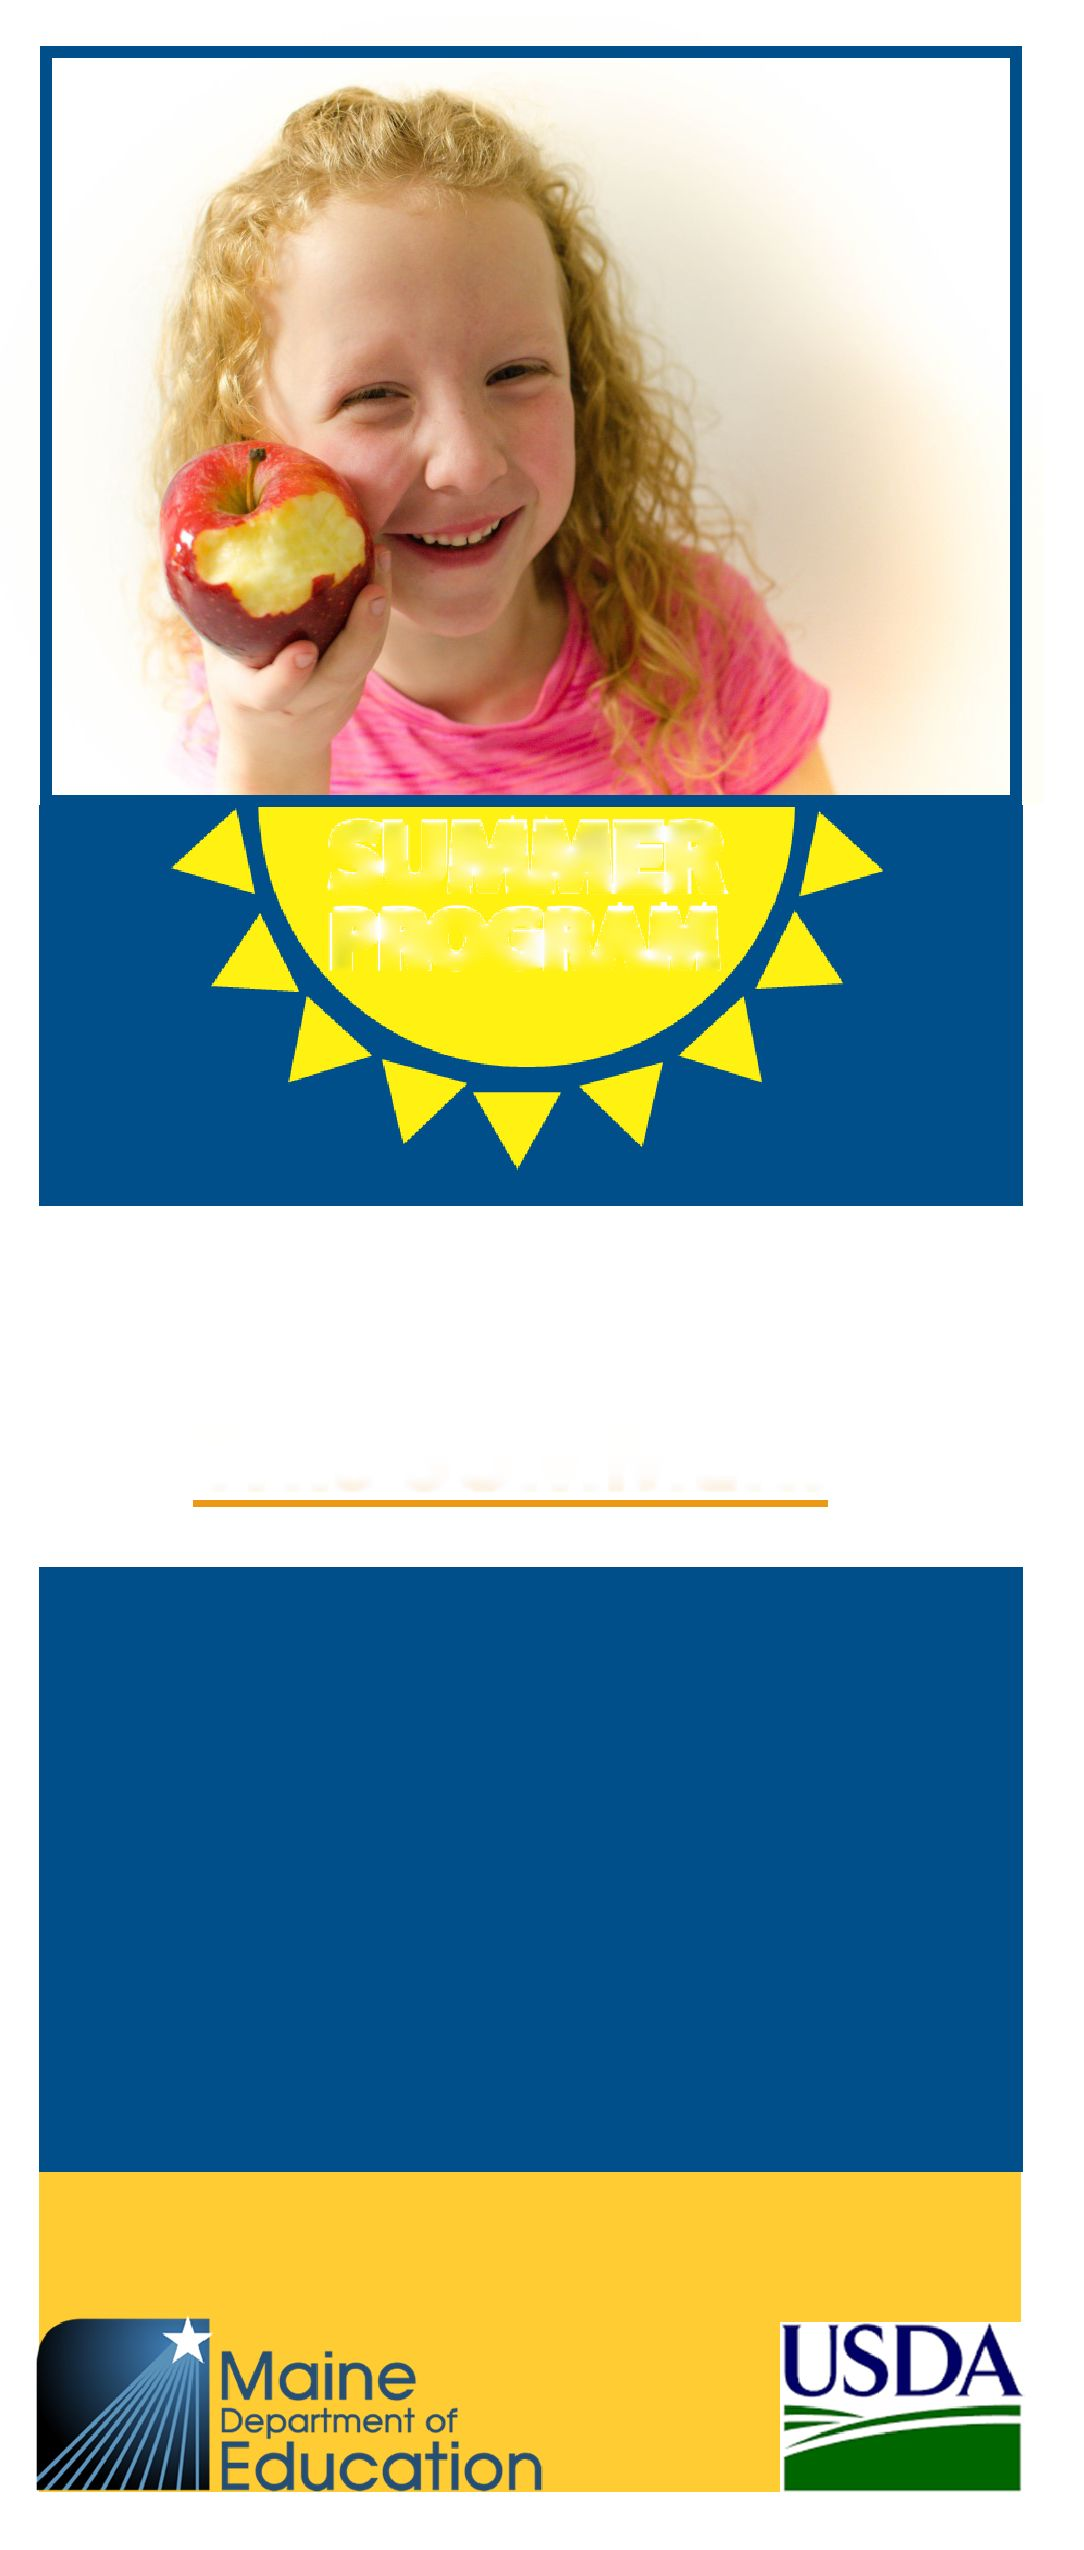 SUMMER
PROGRAM
Maine
Department of
Education
USDA